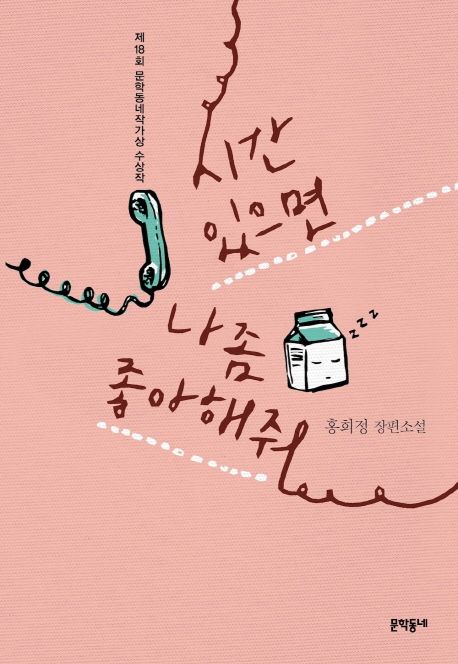 제18회 문학동네작가상 수상작
시간
있으면
나 좀
좋아해줘
zzz
홍희정 장편소설
문학동네